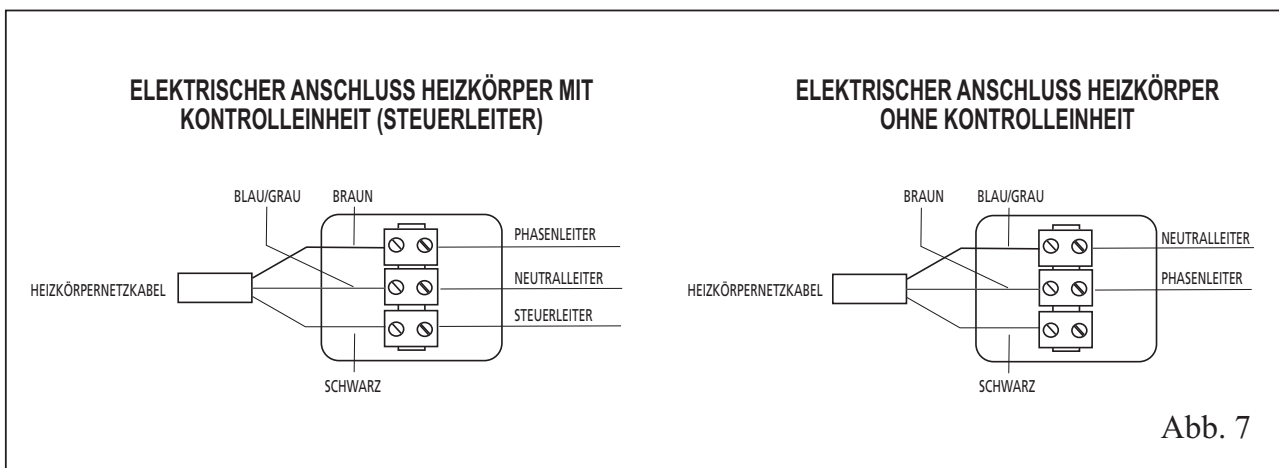 ELEKTRISCHER ANSCHLUSS HEIZKÖRPER MIT
KONTROLLEINHEIT (STEUERLEITER)
BLAU/GRAU
BRAUN
PHASENLEITER
HEIZKÖRPERNETZKABEL
NEUTRALLEITER
STEUERLEITER
SCHWARZ
ELEKTRISCHER ANSCHLUSS HEIZKÖRPER
OHNE KONTROLLEINHEIT
BRAUN
BLAU/GRAU
NEUTRALLEITER
HEIZKÖRPERNETZKABEL
PHASENLEITER
SCHWARZ
Abb. 7